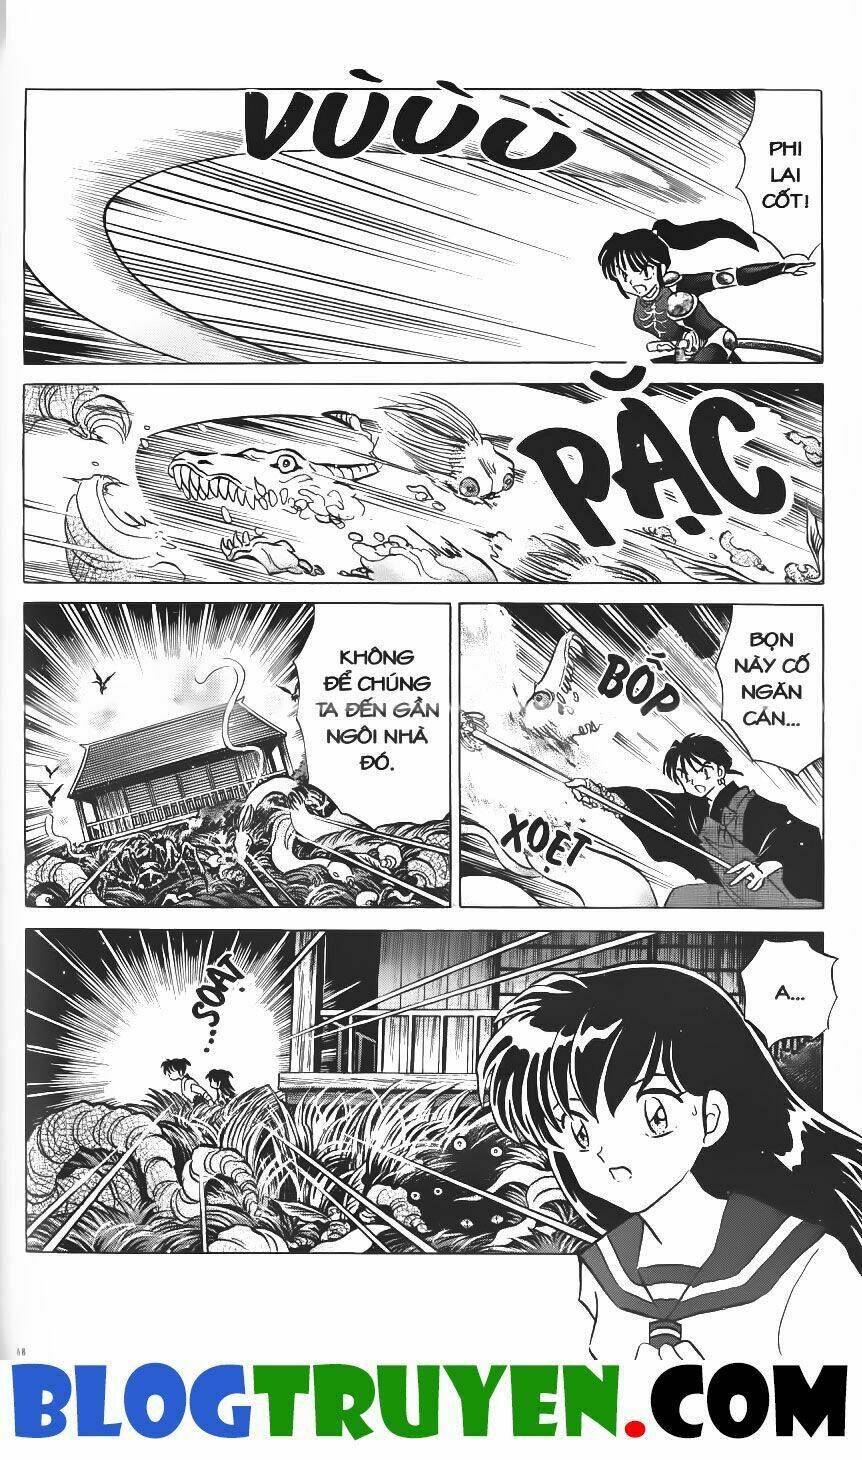 VÙÙÙ
PHI
LAI
CỐT!
PẶC
BỌN
NÀY CỐ
NGĂN
CẢN...
BỐP
XOẸT
KHÔNG
ĐỂ CHÚNG
TA ĐẾN GẦN
NGÔI NHÀ
ĐÓ.
A...
...SOẠT
68
BLOGTRUYEN.COM